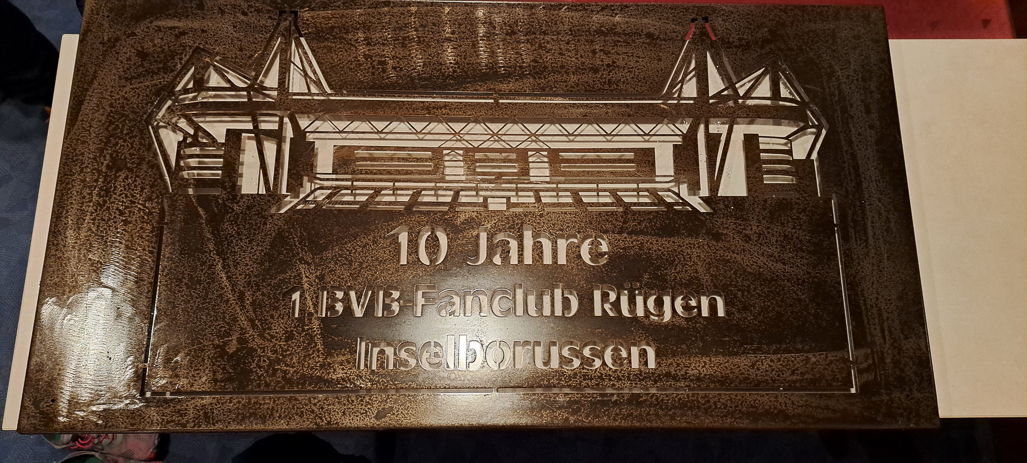 10 Jahre
1 BVB Fanclub Rügen
Inselborussen